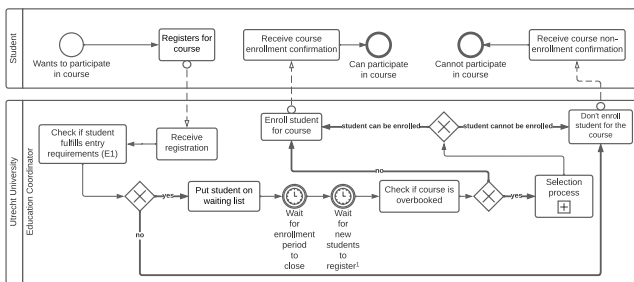 Student
Wants to participate
in course
Registers for
course
Receive course
enrollment confirmation
Can participate
in course
Cannot participate
in course
Receive course non-
enrollment confirmation
Utrecht University
Education Coordinator
Check if student
fulfills entry
requirements (E1)
Receive
registration
Enroll student
for course
student can be enrolled
student cannot be enrolled
Don't enroll
student for the
course
yes
Put student on
waiting list
Wait
for
enrollment
period
to
close
Wait
for
new
students
to
register¹
Check if course is
overbooked
no
yes
Selection
process
no